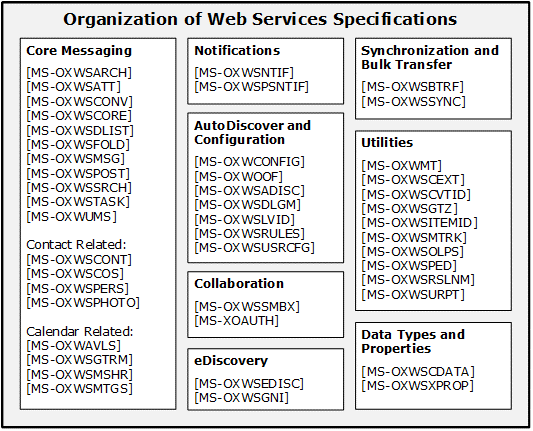 Organization of Web Services Specifications
Core Messaging
[MS-OXWSARCH]
[MS-OXWSATT]
[MS-OXWSCONV]
[MS-OXWSCORE]
[MS-OXWSDLIST]
[MS-OXWSFOLD]
[MS-OXWSMSG]
[MS-OXWSPOST]
[MS-OXWSSRCH]
[MS-OXWSTASK]
[MS-OXWUMS]
Contact Related:
[MS-OXWSCONT]
[MS-OXWSCOS]
[MS-OXWSPERS]
[MS-OXWSPHOTO]
Calendar Related:
[MS-OXWAVLS]
[MS-OXWSGTRM]
[MS-OXWSMSHR]
[MS-OXWSMTGS]
Notifications
[MS-OXWSNTIF]
[MS-OXWSPSNTIF]
AutoDiscover and
Configuration
[MS-OXWCONFIG]
[MS-OXWOOF]
[MS-OXWSADISC]
[MS-OXWSDLGM]
[MS-OXWSLVID]
[MS-OXWSRULES]
[MS-OXWSUSRCFG]
Collaboration
[MS-OXWSSMBX]
[MS-XOAUTH]
eDiscovery
[MS-OXWSEDISC]
[MS-OXWSGNI]
Synchronization and
Bulk Transfer
[MS-OXWSBTRF]
[MS-OXWSSYNC]
Utilities
[MS-OXWMT]
[MS-OXWSCEXT]
[MS-OXWSCVTID]
[MS-OXWSGTZ]
[MS-OXWSITEMID]
[MS-OXWSMTRK]
[MS-OXWSOLPS]
[MS-OXWSPED]
[MS-OXWSRSLNM]
[MS-OXWSURPT]
Data Types and
Properties
[MS-OXWSCDATA]
[MS-OXWSXPROP]